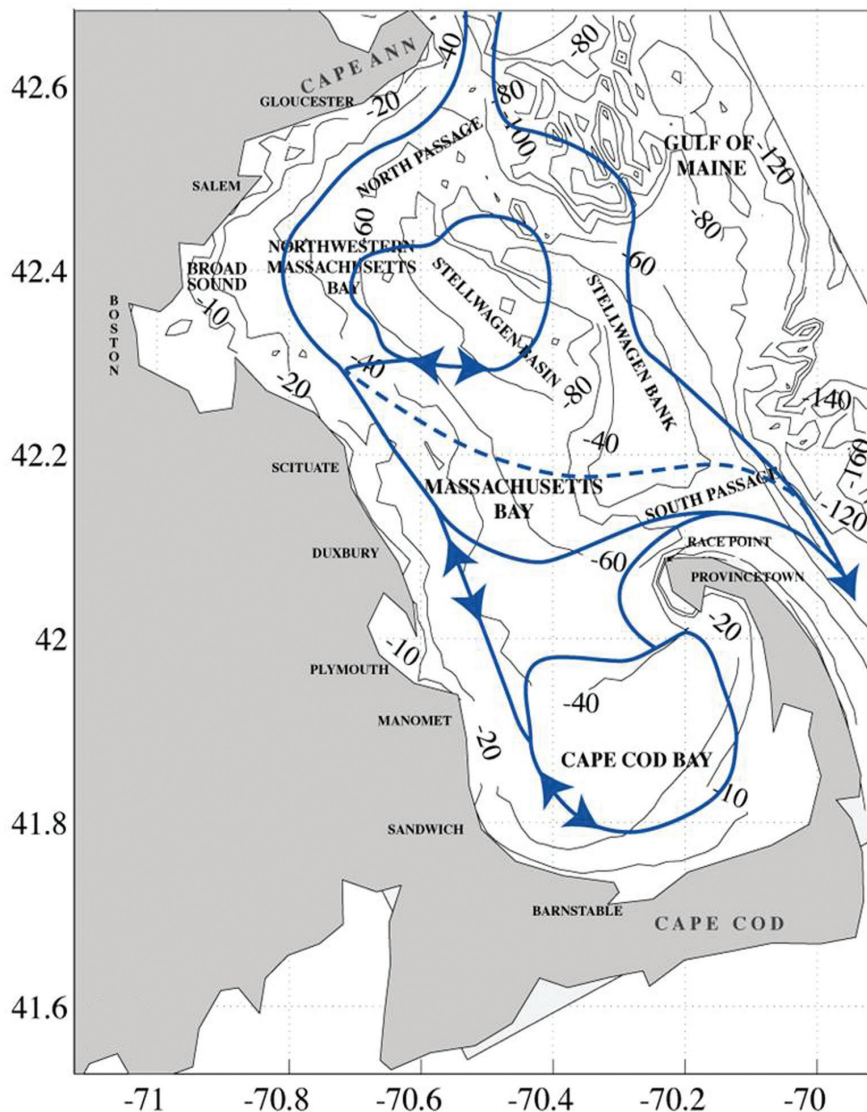 -80
-40
CAPE ANN
42.6
-80
GLOUCESTER
-20
-100
GULF OF
MAINE
-120
NORTH PASSAGE
SALEM
-80
-60
NORTHWESTERN
MASSACHUSETTS
BAY
42.4
BROAD
SOUND
-60
STELLWAGEN BASIN
STELLWAGEN BANK
-10
BOSTON
-40
-20
-80
-140
-40
42.2
SCITUATE
-160
MASSACHUSETTS
BAY
SOUTH PASSAGE
-120
DUXBURY
-60
RACE POINT
PROVINCETOWN
42
-20
-10
PLYMOUTH
-40
MANOMET
-20
CAPE COD BAY
-10
41.8
SANDWICH
BARNSTABLE
CAPE COD
41.6
-71
-70.8
-70.6
-70.4
-70.2
-70